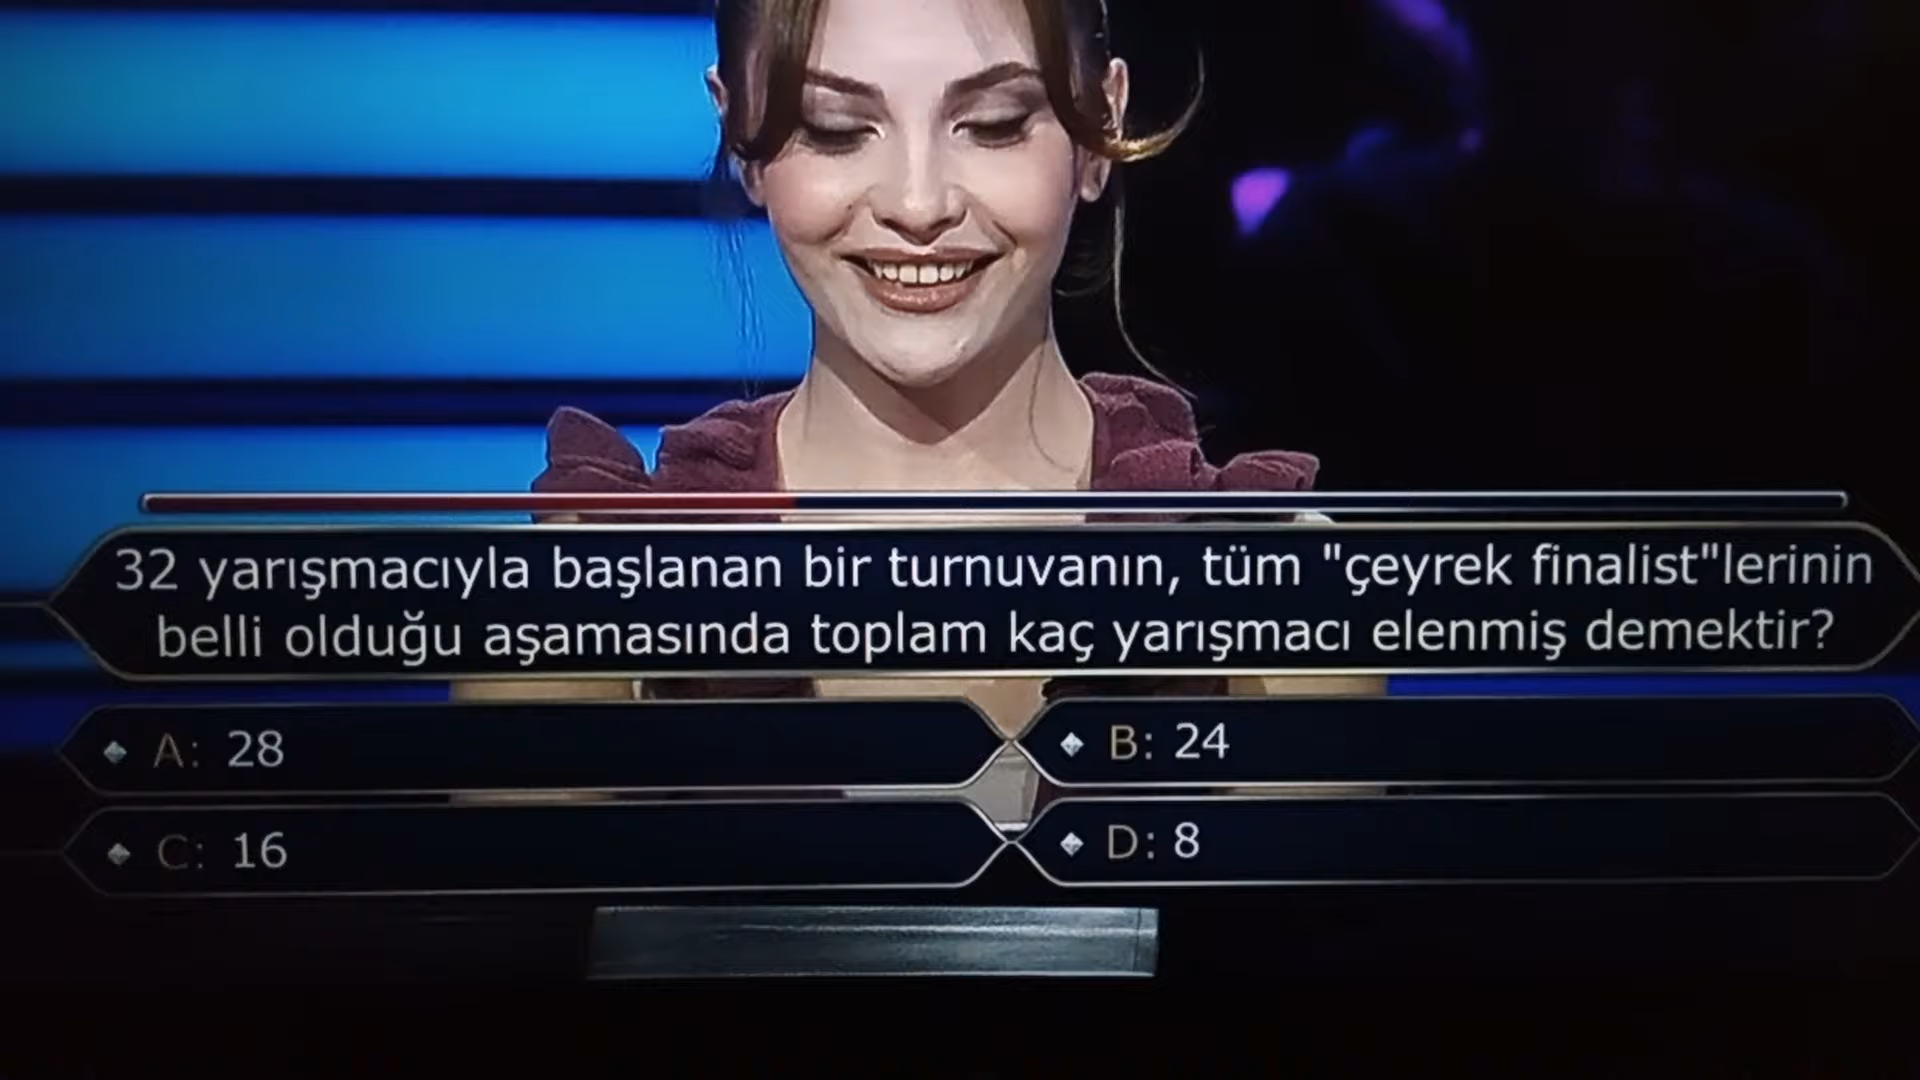 32 yarışmacıyla başlanan bir turnuvanın, tüm "çeyrek finalist"lerinin
belli olduğu aşamasında toplam kaç yarışmacı elenmiş demektir?
A: 28
B: 24
C: 16
D: 8